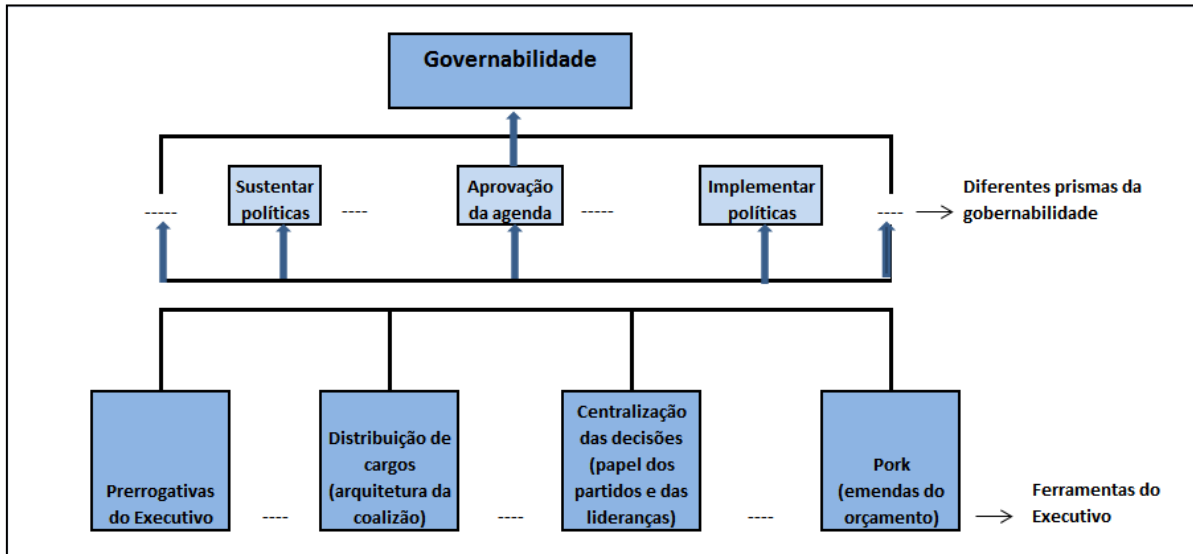 Governabilidade
Sustentar
políticas
Aprovação
da agenda
Implementar
políticas
-----
----
-----
----
Diferentes prismas da
gobernabilidade
Prerrogativas
do Executivo
----
Distribuição de
cargos
(arquitetura da
coalizão)
----
Centralização
das decisões
(papel dos
partidos e das
lideranças)
----
Pork
(emendas do
orçamento)
Ferramentas do
Executivo